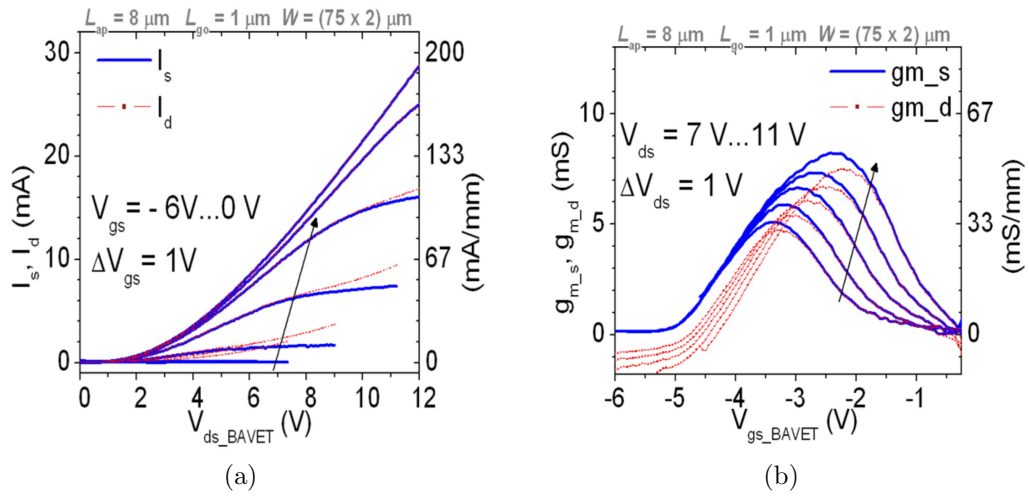 L_ap = 8 µm L_go = 1 µm W = (75 x 2) µm
30
20
10
0
I_s, I_d (mA)
I_s
I_d
V_gs = - 6V...0 V
ΔV_gs = 1V
200
133
67
0
(mA/mm)
0 2 4 6 8 10 12
V_ds_BAVET (V)
(a)
L_ap = 8 µm L_go = 1 µm W = (75 x 2) µm
10
5
0
g_m_s, g_m_d (mS)
gm_s
gm_d
V_ds = 7 V...11 V
ΔV_ds = 1 V
67
33
0
(mS/mm)
-6 -5 -4 -3 -2 -1
V_gs_BAVET (V)
(b)